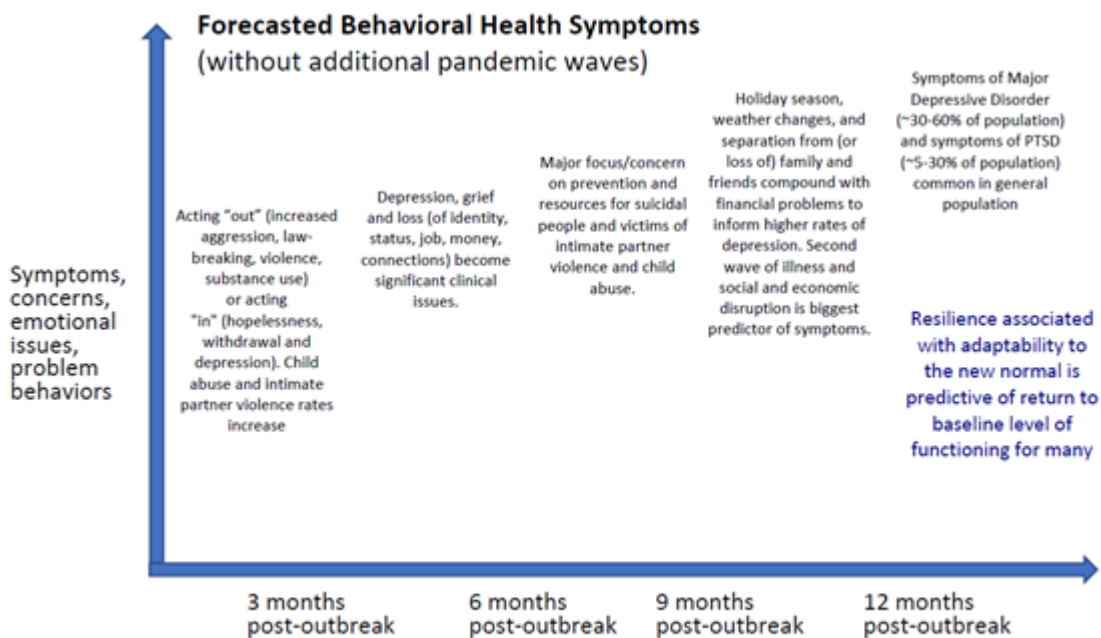 Forecasted Behavioral Health Symptoms
(without additional pandemic waves)
Symptoms,
concerns,
emotional
issues,
problem
behaviors
Acting “out” (increased
aggression, law-
breaking, violence,
substance use)
or acting
"in" (hopelessness,
withdrawal and
depression). Child
abuse and intimate
partner violence rates
increase
Depression, grief
and loss (of identity,
status, job, money,
connections) become
significant clinical
issues.
Major focus/concern
on prevention and
resources for suicidal
people and victims of
intimate partner
violence and child
abuse.
Holiday season,
weather changes, and
separation from (or
loss of) family and
friends compound with
financial problems to
inform higher rates of
depression. Second
wave of illness and
social and economic
disruption is biggest
predictor of symptoms.
Symptoms of Major
Depressive Disorder
(~30-60% of population)
and symptoms of PTSD
(~5-30% of population)
common in general
population
Resilience associated
with adaptability to
the new normal is
predictive of return to
baseline level of
functioning for many
3 months
post-outbreak
6 months
post-outbreak
9 months
post-outbreak
12 months
post-outbreak